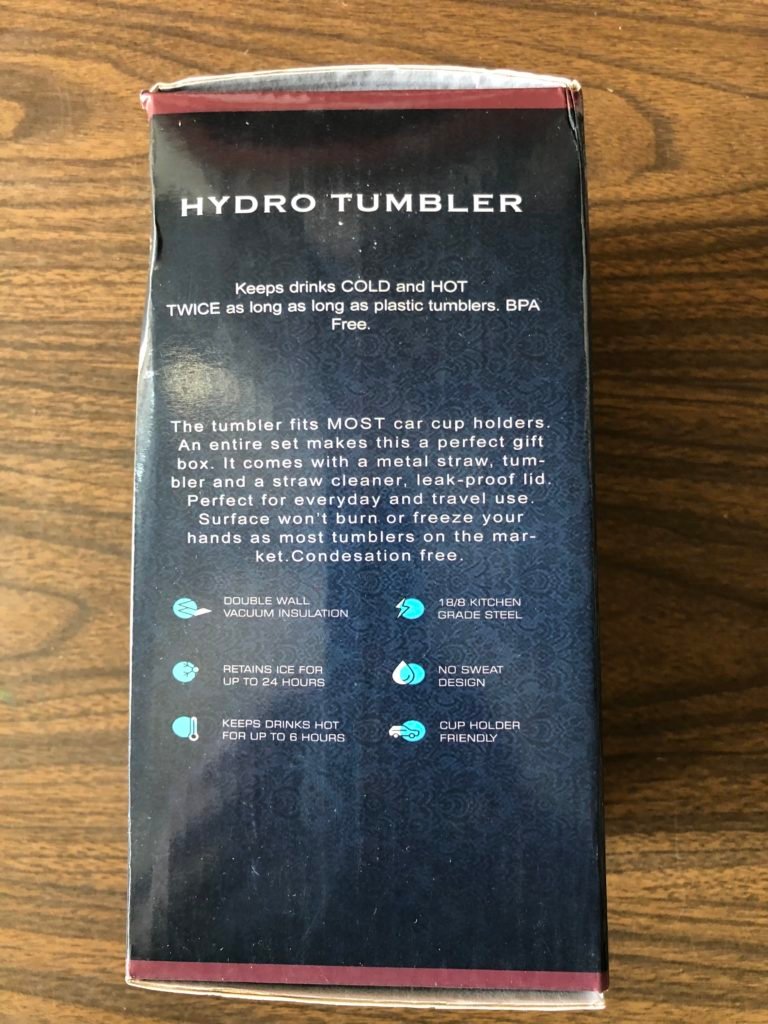 HYDRO TUMBLER
Keeps drinks COLD and HOT
TWICE as long as long as plastic tumblers. BPA
Free.
The tumbler fits MOST car cup holders.
An entire set makes this a perfect gift
box. It comes with a metal straw, tum-
bler and a straw cleaner, leak-proof lid.
Perfect for everyday and travel use.
Surface won't burn or freeze your
hands as most tumblers on the mar-
ket.Condesation free.
DOUBLE WALL
VACUUM INSULATION
18/8 KITCHEN
GRADE STEEL
RETAINS ICE FOR
UP TO 24 HOURS
NO SWEAT
DESIGN
KEEPS DRINKS HOT
FOR UP TO 6 HOURS
CUP HOLDER
FRIENDLY